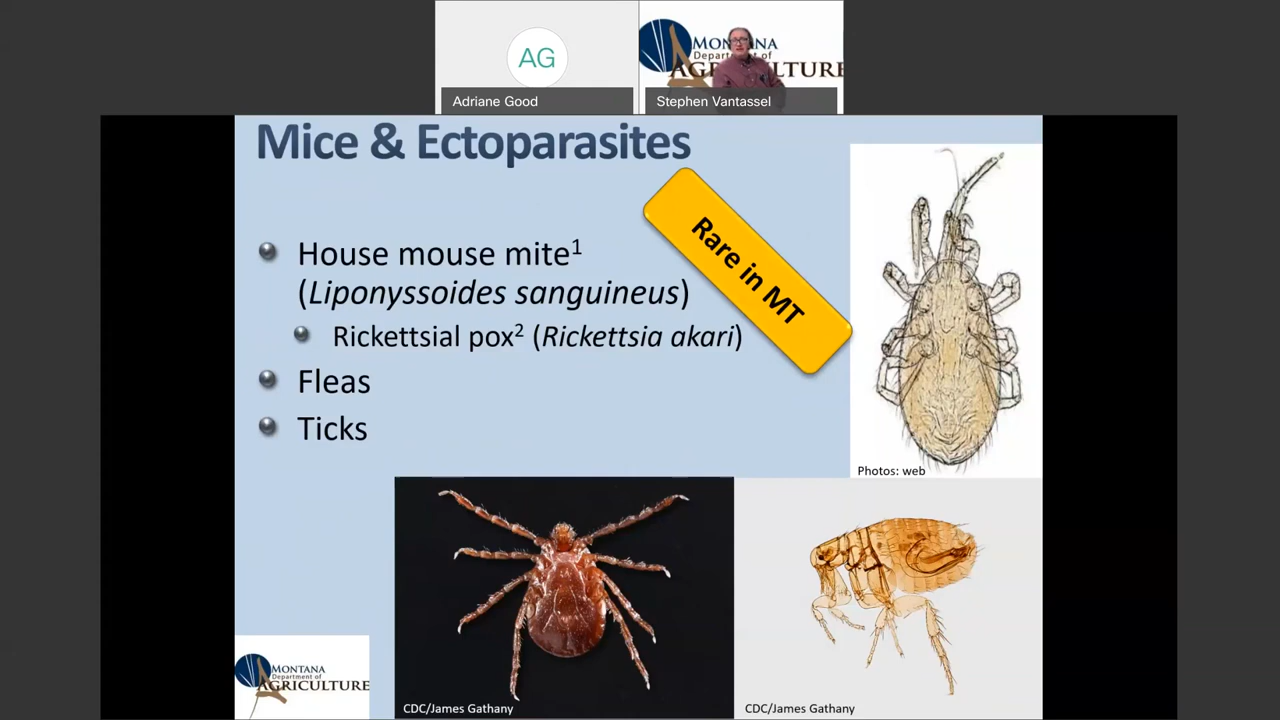 AG
Adriane Good
MONTANA
Department of
AGRICULTURE
Stephen Vantassel
Mice & Ectoparasites
Rare in MT
House mouse mite¹
(Liponyssoides sanguineus)
Rickettsial pox² (Rickettsia akari)
Fleas
Ticks
Photos: web
MONTANA
Department of
AGRICULTURE
CDC/James Gathany
CDC/James Gathany